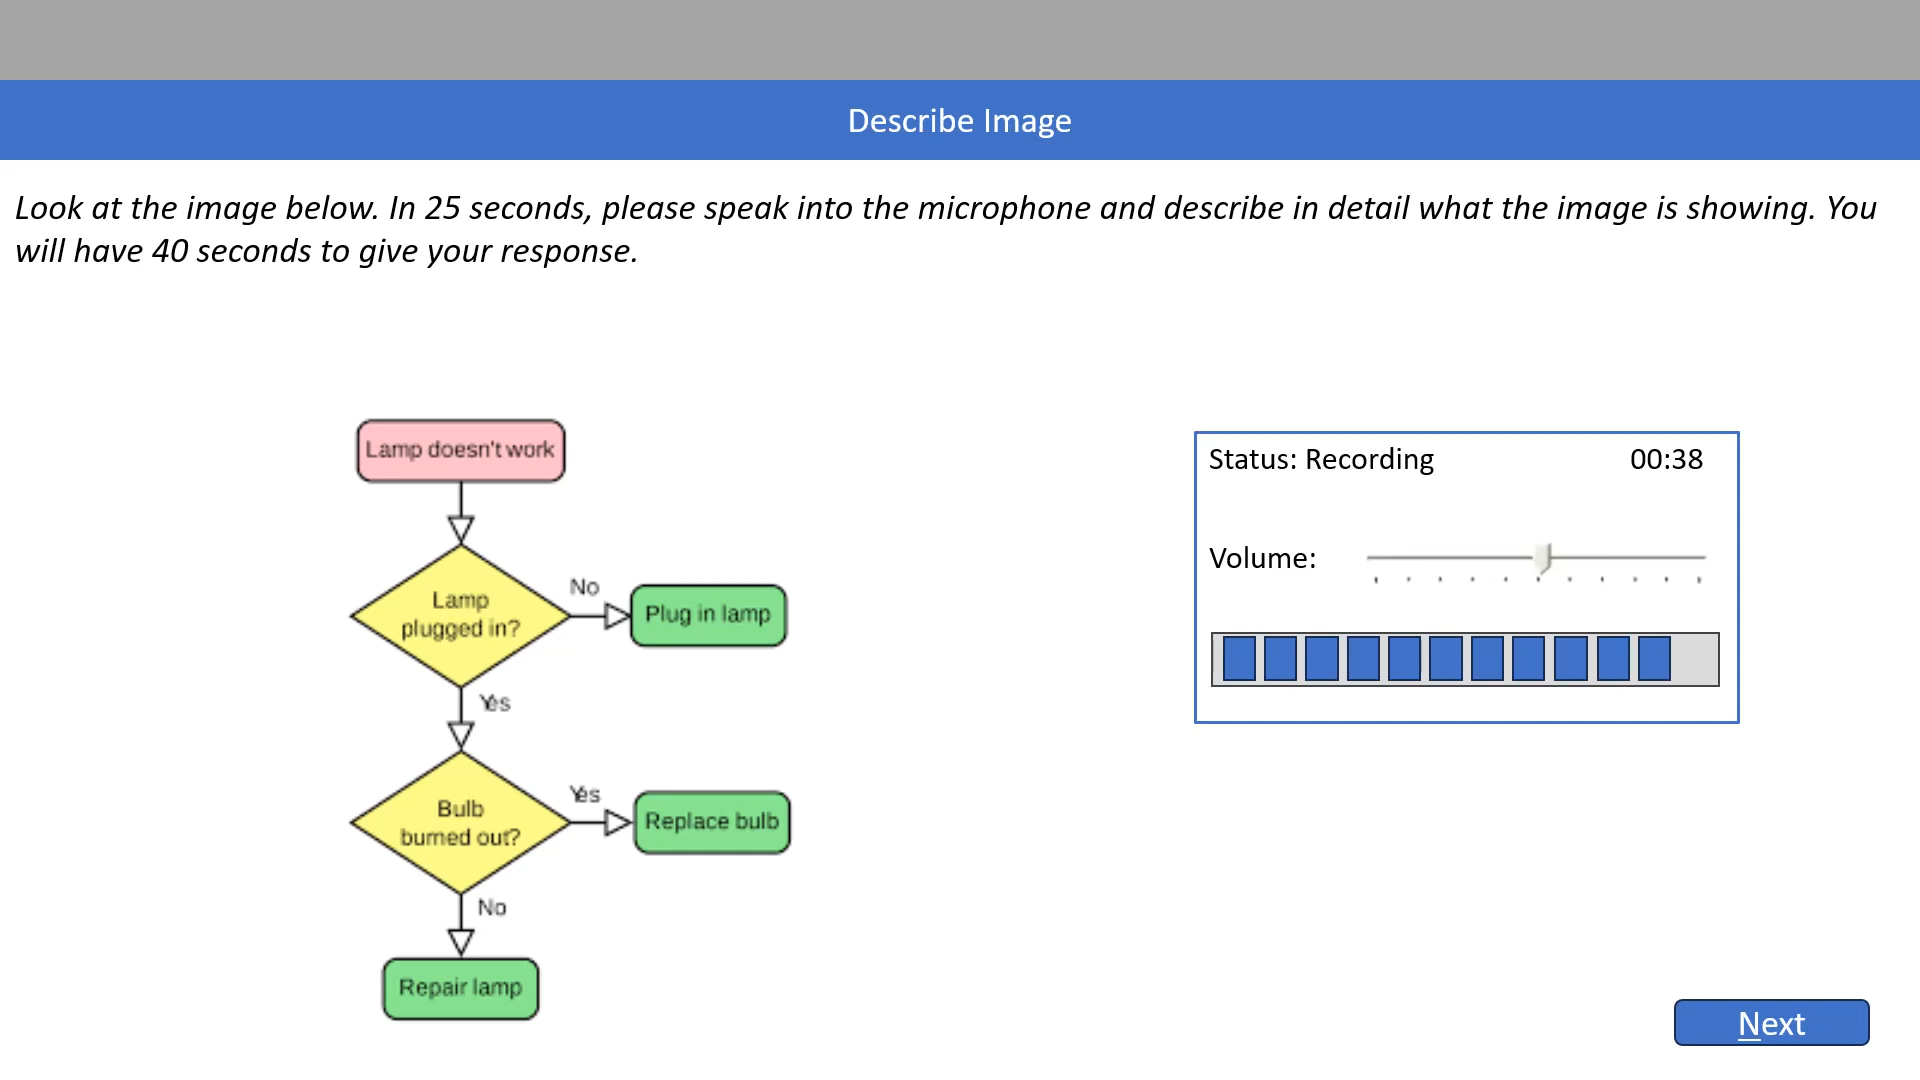 Describe Image
Look at the image below. In 25 seconds, please speak into the microphone and describe in detail what the image is showing. You
will have 40 seconds to give your response.
Lamp doesn't work
Lamp
plugged in?
No
Plug in lamp
Yes
Bulb
burned out?
Yes
Replace bulb
No
Repair lamp
Status: Recording 00:38
Volume:
Next